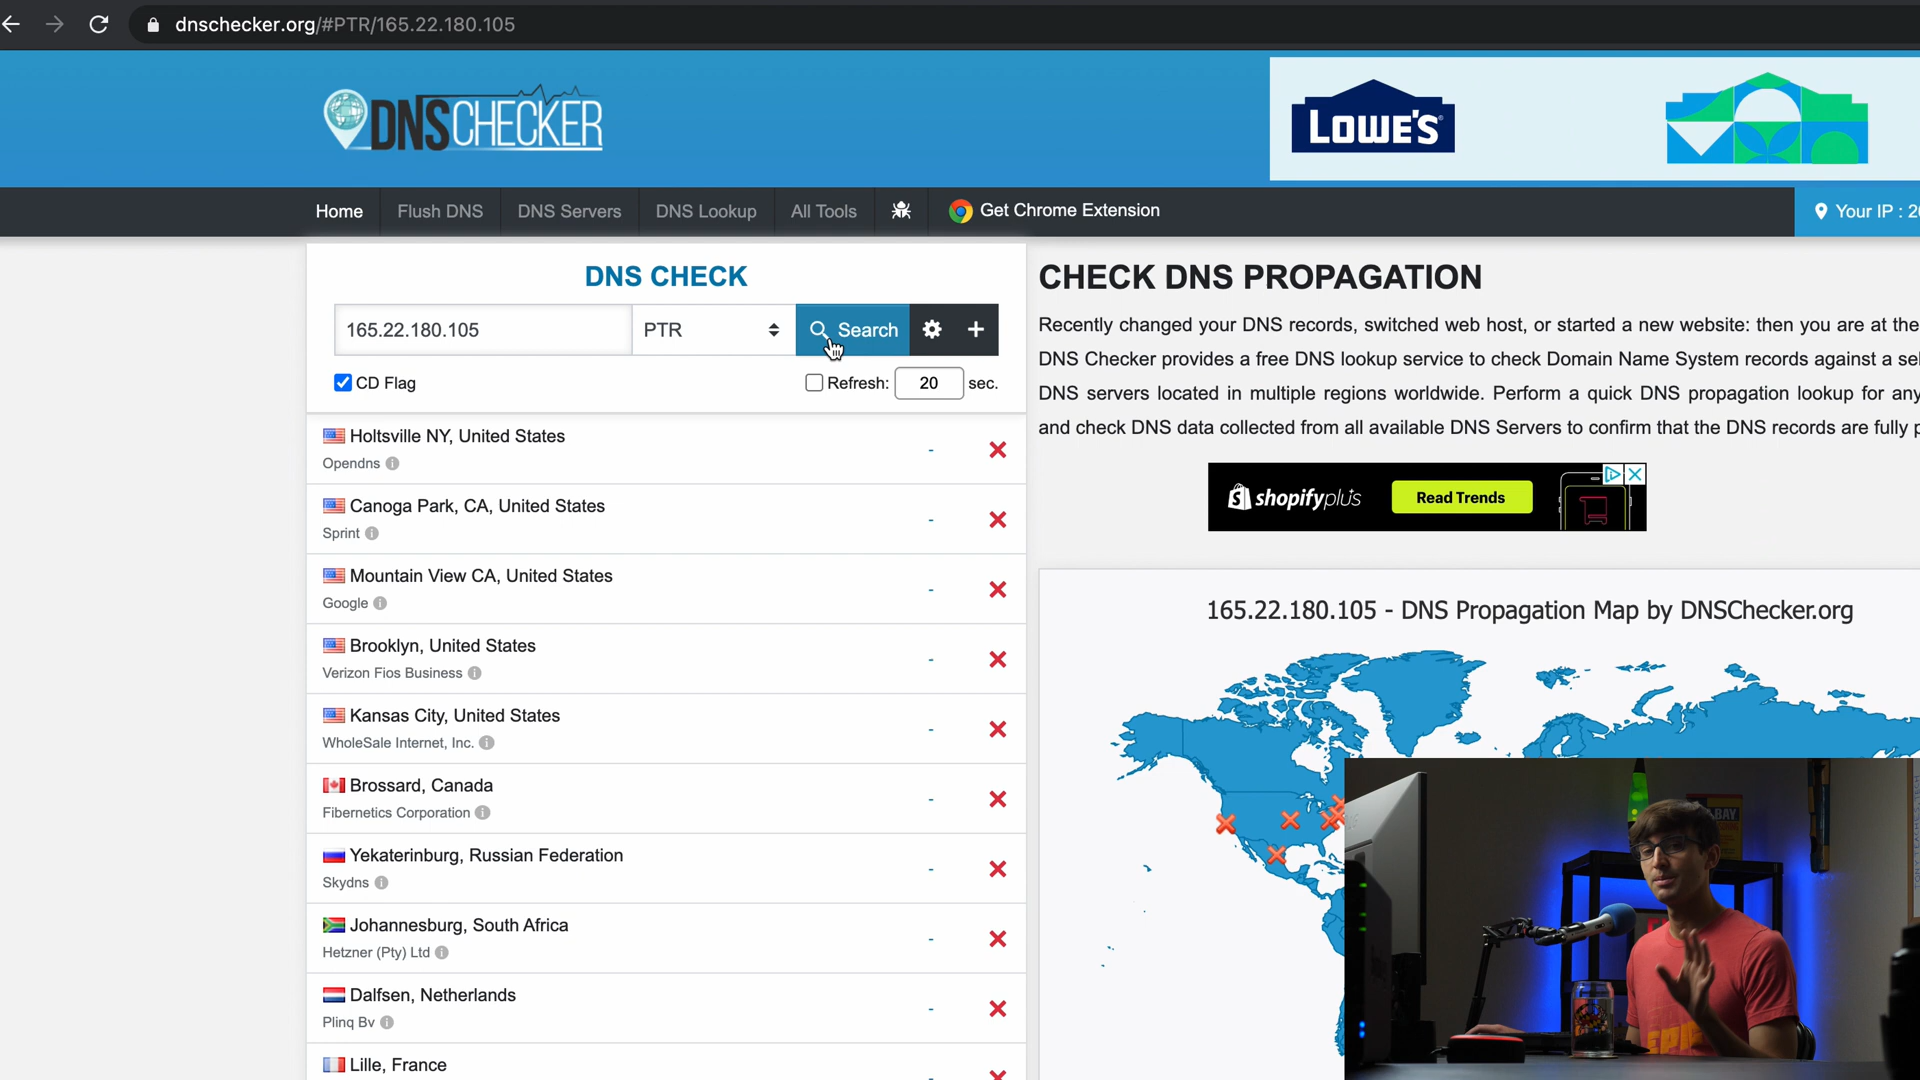 dnschecker.org/#PTR/165.22.180.105
DNSCHECKER
LOWE'S
Home
Flush DNS
DNS Servers
DNS Lookup
All Tools
Get Chrome Extension
Your IP : 2
DNS CHECK
165.22.180.105
PTR
Search
CD Flag
Refresh: 20 sec.
Holtsville NY, United States
Opendns
-
Canoga Park, CA, United States
Sprint
-
Mountain View CA, United States
Google
-
Brooklyn, United States
Verizon Fios Business
-
Kansas City, United States
WholeSale Internet, Inc.
-
Brossard, Canada
Fibernetics Corporation
-
Yekaterinburg, Russian Federation
Skydns
-
Johannesburg, South Africa
Hetzner (Pty) Ltd
-
Dalfsen, Netherlands
Plinq Bv
-
Lille, France
-
CHECK DNS PROPAGATION
Recently changed your DNS records, switched web host, or started a new website: then you are at the
DNS Checker provides a free DNS lookup service to check Domain Name System records against a
DNS servers located in multiple regions worldwide. Perform a quick DNS propagation lookup for any
and check DNS data collected from all available DNS Servers to confirm that the DNS records are fully
shopifyplus
Read Trends
165.22.180.105 - DNS Propagation Map by DNSChecker.org